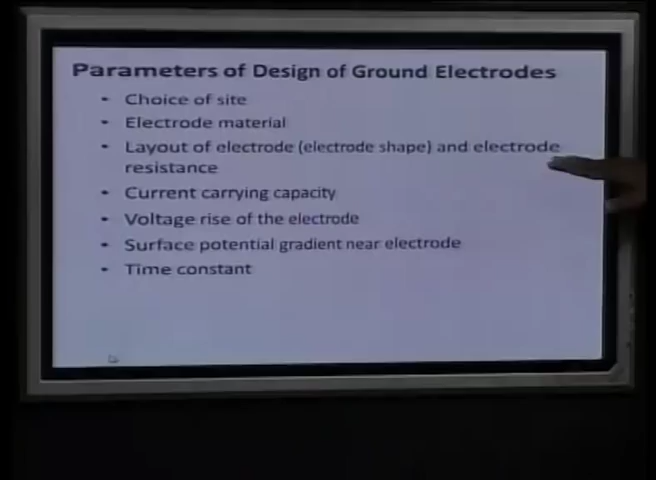 Parameters of Design of Ground Electrodes
• Choice of site
• Electrode material
• Layout of electrode (electrode shape) and electrode
resistance
• Current carrying capacity
• Voltage rise of the electrode
• Surface potential gradient near electrode
• Time constant